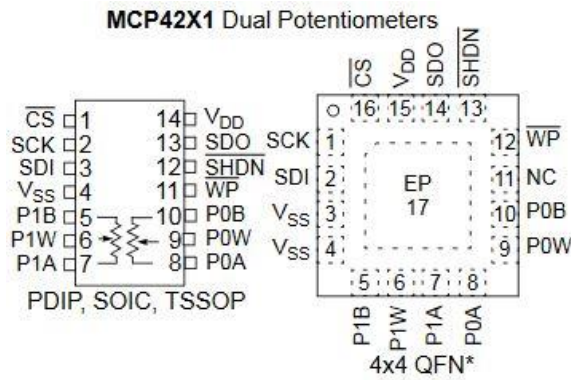 MCP42X1 Dual Potentiometers
CS 1 14 VDD
SCK 2 13 SDO
SDI 3 12 SHDN
VSS 4 11 WP
P1B 5 10 P0B
P1W 6 9 P0W
P1A 7 8 P0A
PDIP, SOIC, TSSOP
CS VDD SDO SHDN
16 15 14 13
SCK 1 12 WP
SDI 2 EP 11 NC
VSS 3 17 10 P0B
VSS 4 9 P0W
5 6 7 8
P1B P1W P1A P0A
4x4 QFN*